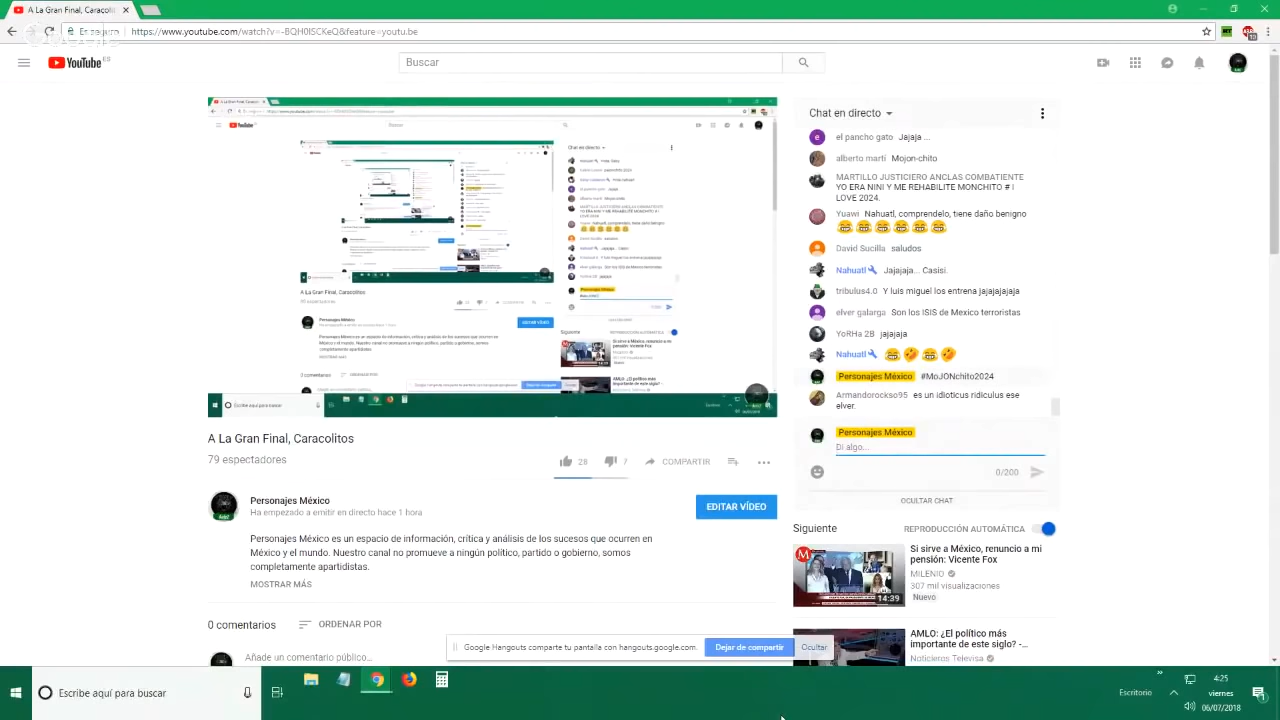 A La Gran Final, Caracolit
https://www.youtube.com/watch?v=-BQH0I5CKeQ&feature=youtu.be
YouTube ES
Buscar
Chat en directo
el pancho gato Jajaja ...
alberto marti Mojon-chito
MARTILLO JUSTICIERO ANCLAS COMBATIENTE
YO ERA NINI Y ME REHABILITE MONCHITO #
LOVE 2024.
Yuawi Nahuatl, comprendelo, tiene daño benigno
David Sucilla saludos
Nahuatl Jajajaja... Casisi.
tribulus4.0 Y luis miguel los entrena jajajajajaja
elver galarga Son los ISIS de Mexico terroristas
YoRHa 2B jajajaja
Nahuatl
Personajes México #MoJONchito2024
Armandorockso95 es un idioticus ridiculus ese
elver.
Personajes México
Di algo...
0/200
OCULTAR CHAT
A La Gran Final, Caracolitos
79 espectadores
28 7 COMPARTIR
Personajes México
Ha empezado a emitir en directo hace 1 hora
EDITAR VÍDEO
Personajes México es un espacio de información, crítica y análisis de los sucesos que ocurren en
México y el mundo. Nuestro canal no promueve a ningún político, partido o gobierno, somos
completamente apartidistas.
MOSTRAR MÁS
0 comentarios ORDENAR POR
Añade un comentario público...
Siguiente REPRODUCCIÓN AUTOMÁTICA
Si sirve a México, renuncio a mi
pensión: Vicente Fox
MILENIO
307 mil visualizaciones
Nuevo
14:39
AMLO: ¿El político más
importante de este siglo? -...
Noticieros Televisa
Google Hangouts comparte tu pantalla con hangouts.google.com.
Dejar de compartir
Ocultar
Escribe aquí para buscar
Escritorio
4:25
viernes
06/07/2018